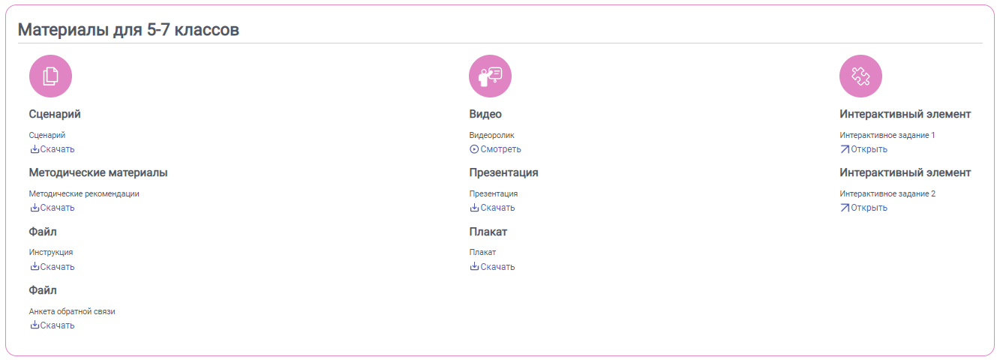 Материалы для 5-7 классов
Сценарий
Сценарий
Скачать
Методические материалы
Методические рекомендации
Скачать
Файл
Инструкция
Скачать
Файл
Анкета обратной связи
Скачать
Видео
Видеоролик
Смотреть
Презентация
Презентация
Скачать
Плакат
Плакат
Скачать
Интерактивный элемент
Интерактивное задание 1
Открыть
Интерактивный элемент
Интерактивное задание 2
Открыть